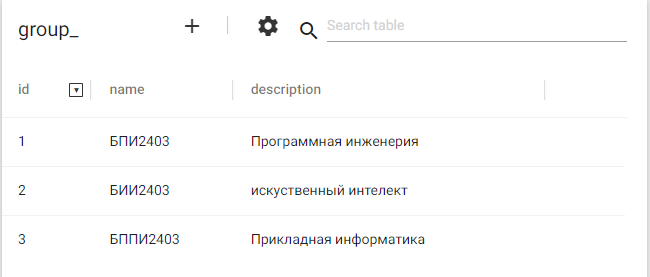 group_
+
Search table
id name description
1 БПИ2403 Программная инженерия
2 БИИ2403 искуственный интелект
3 БППИ2403 Прикладная информатика